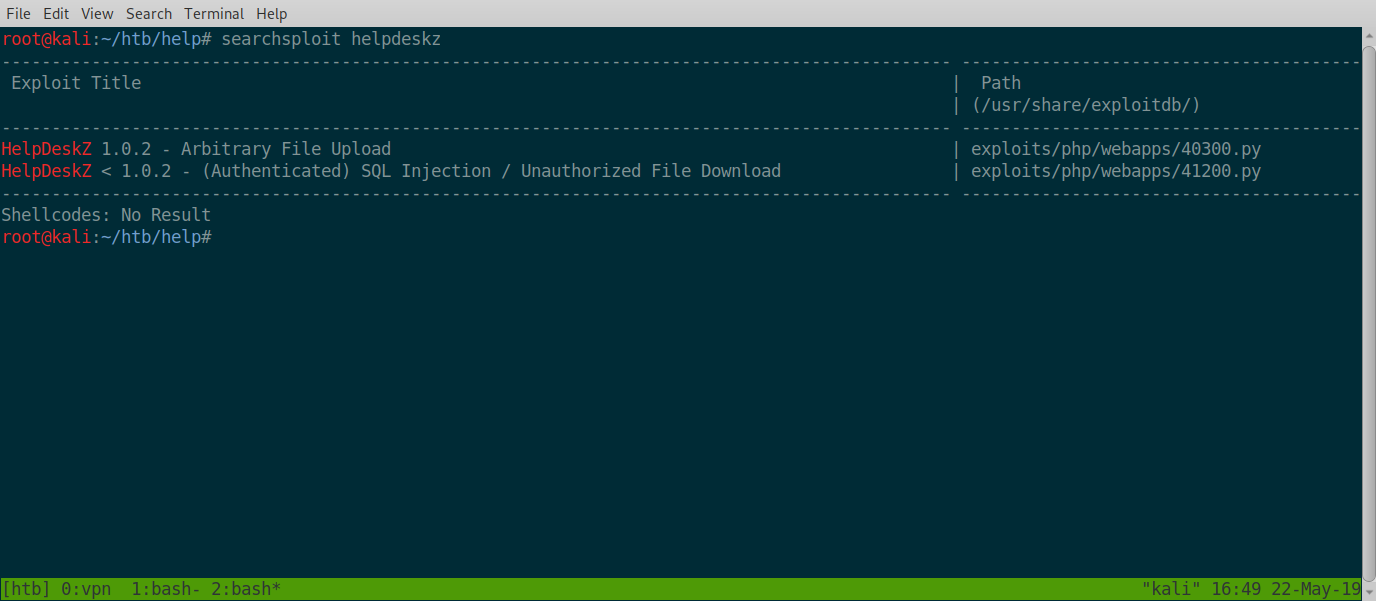 File Edit View Search Terminal Help
root@kali:~/htb/help# searchsploit helpdeskz
----------------------------------------------------------------------------------------------- ----------------------------------------
Exploit Title | Path
| (/usr/share/exploitdb/)
----------------------------------------------------------------------------------------------- ----------------------------------------
HelpDeskZ 1.0.2 - Arbitrary File Upload | exploits/php/webapps/40300.py
HelpDeskZ < 1.0.2 - (Authenticated) SQL Injection / Unauthorized File Download | exploits/php/webapps/41200.py
----------------------------------------------------------------------------------------------- ----------------------------------------
Shellcodes: No Result
root@kali:~/htb/help#
[htb] 0:vpn 1:bash- 2:bash* "kali" 16:49 22-May-19